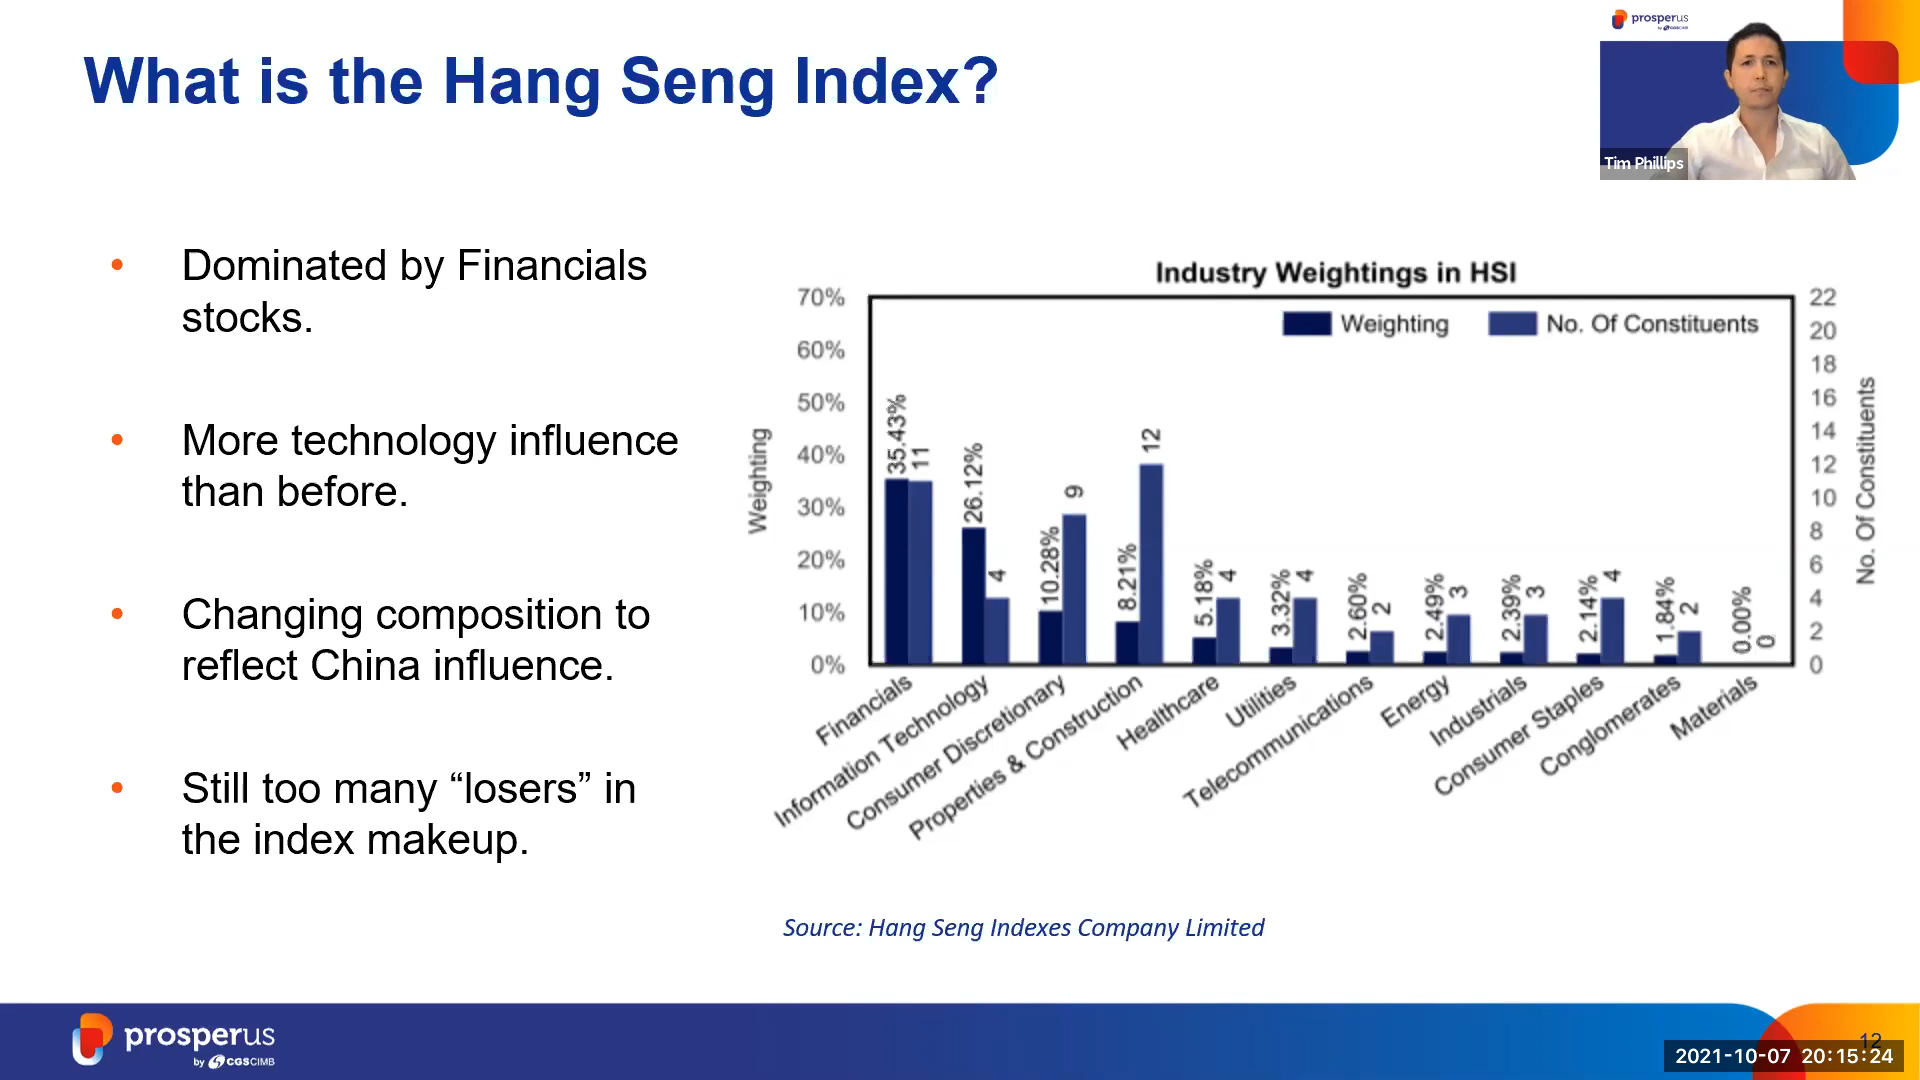 What is the Hang Seng Index?
prosperus
by CGSCIMB
Tim Phillips
• Dominated by Financials
stocks.
• More technology influence
than before.
• Changing composition to
reflect China influence.
• Still too many “losers” in
the index makeup.
Industry Weightings in HSI
Weighting
No. Of Constituents
70%
60%
50%
40%
30%
20%
10%
0%
Weighting
22
20
18
16
14
12
10
8
6
4
2
0
No. Of Constituents
35.43%
11
26.12%
4
10.28%
9
8.21%
12
5.18%
4
3.32%
4
2.60%
2
2.49%
3
2.39%
3
2.14%
4
1.84%
2
0.00%
0
Financials
Information Technology
Consumer Discretionary
Properties & Construction
Healthcare
Utilities
Telecommunications
Energy
Industrials
Consumer Staples
Conglomerates
Materials
Source: Hang Seng Indexes Company Limited
prosperus
by CGSCIMB
12
2021-10-07 20:15:24